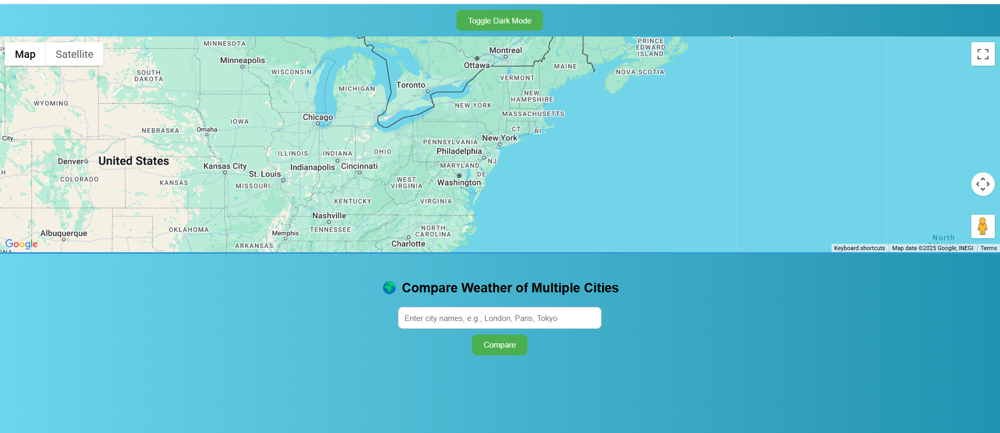 Toggle Dark Mode
Map
Satellite
MINNESOTA
Minneapolis
WISCONSIN
SOUTH
DAKOTA
WYOMING
MICHIGAN
Toronto
Ottawa
Montreal
MAINE
VERMONT
NEW
HAMPSHIRE
MASSACHUSETTS
NEW YORK
PRINCE
EDWARD
ISLAND
NOVA SCOTIA
Chicago
IOWA
NEBRASKA
Omaha
City
CT
RI
PENNSYLVANIA
New York
Philadelphia
NJ
ILLINOIS
INDIANA
OHIO
Denver
United States
Kansas City
St. Louis
Indianapolis
Cincinnati
MARYLAND
DE
Washington
COLORADO
KANSAS
MISSOURI
WEST
VIRGINIA
KENTUCKY
VIRGINIA
Nashville
TENNESSEE
Albuquerque
OKLAHOMA
Memphis
ARKANSAS
NORTH
CAROLINA
Charlotte
North
Google
Keyboard shortcuts
Map data ©2025 Google, INEGI
Terms
Compare Weather of Multiple Cities
Enter city names, e.g., London, Paris, Tokyo
Compare